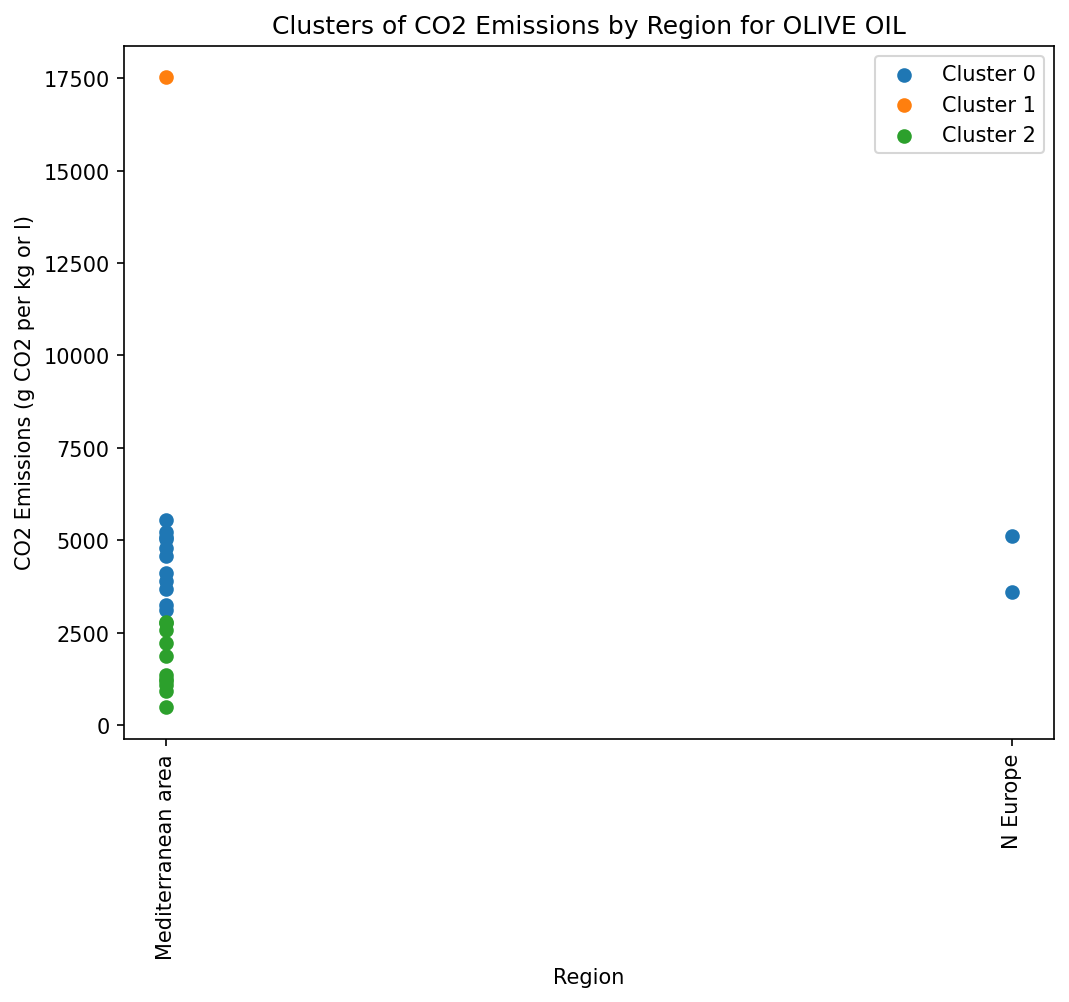 Clusters of CO2 Emissions by Region for OLIVE OIL
Cluster 0
Cluster 1
Cluster 2
CO2 Emissions (g CO2 per kg or l)
17500
15000
12500
10000
7500
5000
2500
0
Mediterranean area
N Europe
Region